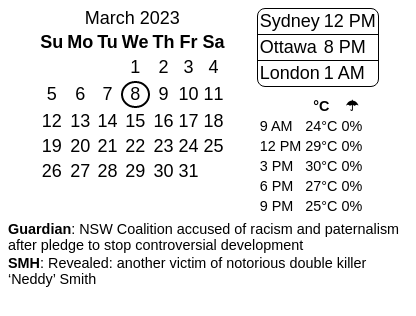 March 2023
Su Mo Tu We Th Fr Sa
1 2 3 4
5 6 7 8 9 10 11
12 13 14 15 16 17 18
19 20 21 22 23 24 25
26 27 28 29 30 31
Sydney 12 PM
Ottawa 8 PM
London 1 AM
°C ☂
9 AM 24°C 0%
12 PM 29°C 0%
3 PM 30°C 0%
6 PM 27°C 0%
9 PM 25°C 0%
Guardian: NSW Coalition accused of racism and paternalism
after pledge to stop controversial development
SMH: Revealed: another victim of notorious double killer
‘Neddy’ Smith